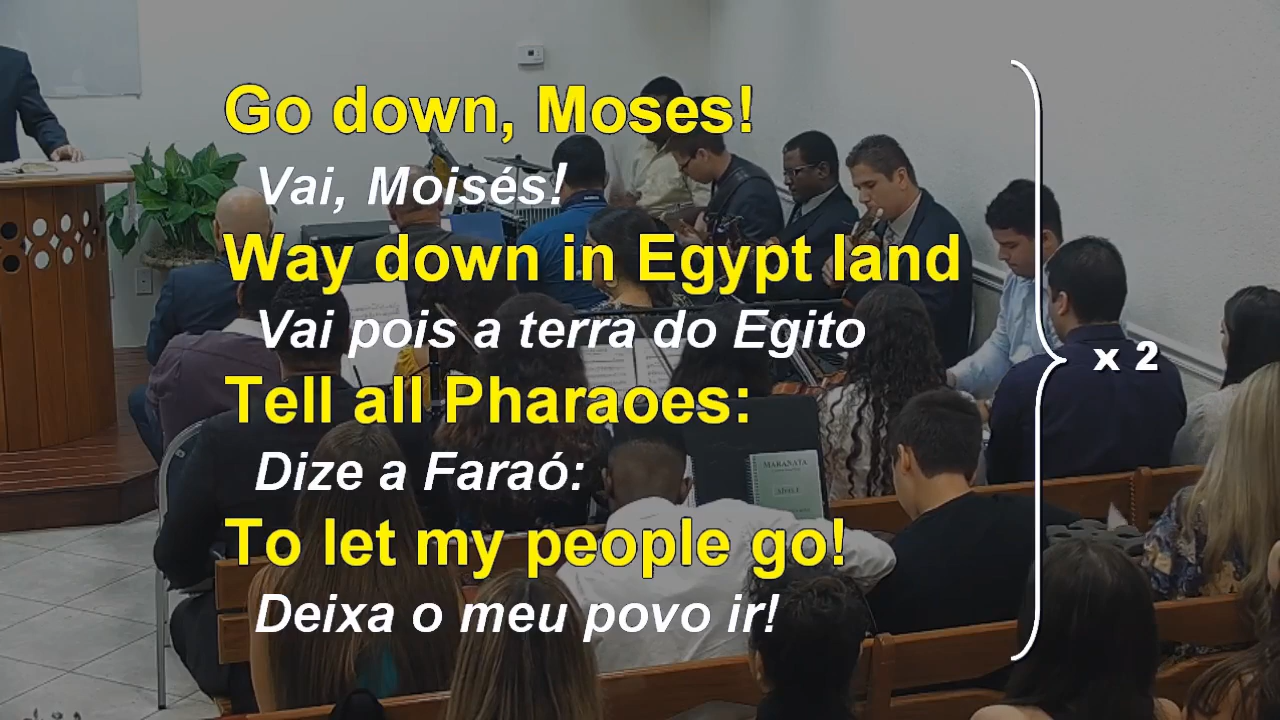 Go down, Moses!
Vai, Moisés!
Way down in Egypt land
Vai pois a terra do Egito
Tell all Pharaoes:
Dize a Faraó:
To let my people go!
Deixa o meu povo ir!
x 2
MARANATA